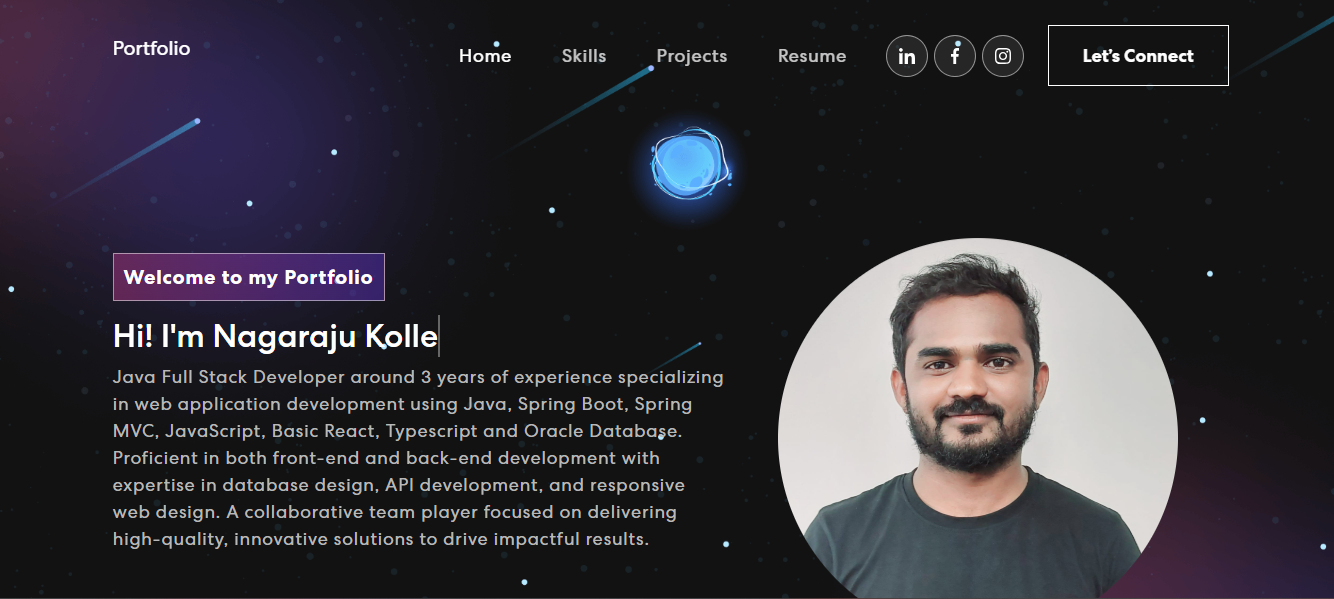 Portfolio
Home Skills Projects Resume Let's Connect
Welcome to my Portfolio
Hi! I'm Nagaraju Kolle
Java Full Stack Developer around 3 years of experience specializing
in web application development using Java, Spring Boot, Spring
MVC, JavaScript, Basic React, Typescript and Oracle Database.
Proficient in both front-end and back-end development with
expertise in database design, API development, and responsive
web design. A collaborative team player focused on delivering
high-quality, innovative solutions to drive impactful results.